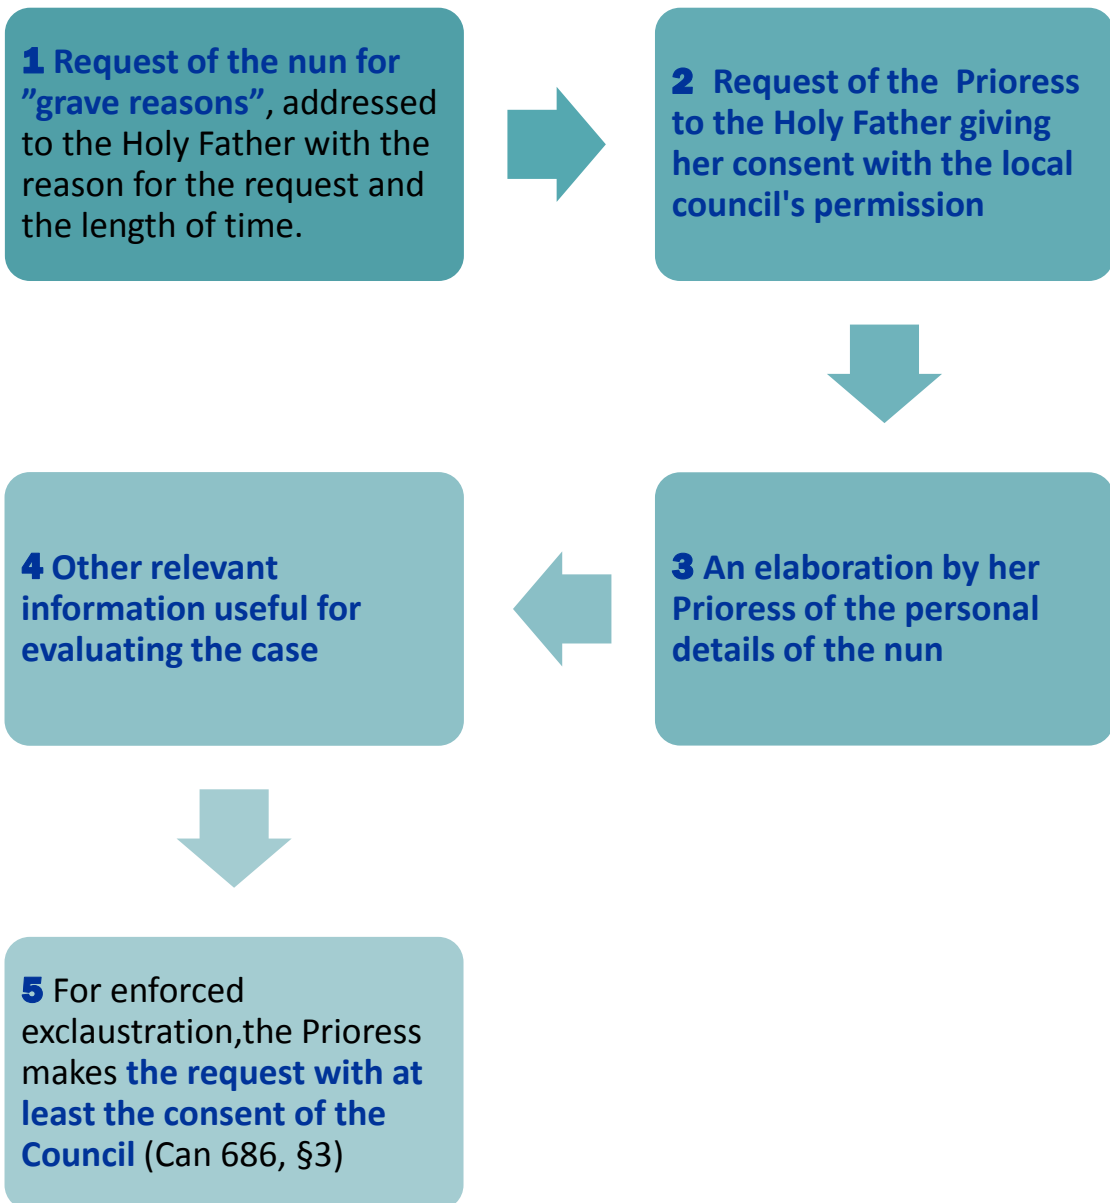 1 Request of the nun for
”grave reasons”, addressed
to the Holy Father with the
reason for the request and
the length of time.
2 Request of the Prioress
to the Holy Father giving
her consent with the local
council's permission
3 An elaboration by her
Prioress of the personal
details of the nun
4 Other relevant
information useful for
evaluating the case
5 For enforced
exclaustration,the Prioress
makes the request with at
least the consent of the
Council (Can 686, §3)